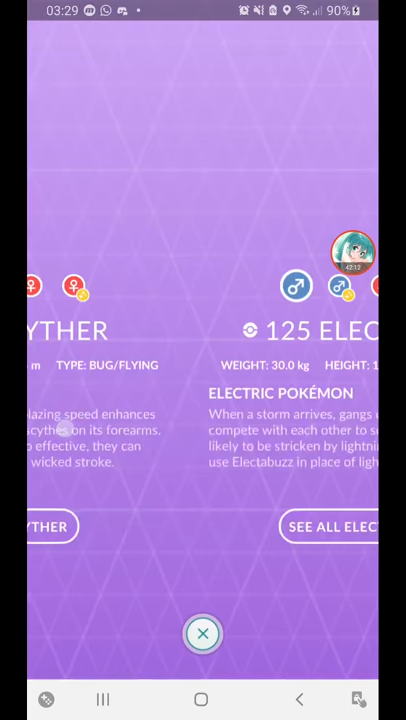 03:29 90%
42:12
YTHER
125 ELEC
m TYPE: BUG/FLYING
WEIGHT: 30.0 kg HEIGHT: 1
ELECTRIC POKÉMON
lazing speed enhances
scythes on its forearms.
o effective, they can
wicked stroke.
When a storm arrives, gangs
compete with each other to s
likely to be stricken by lightni
use Electabuzz in place of ligh
YTHER
SEE ALL ELEC